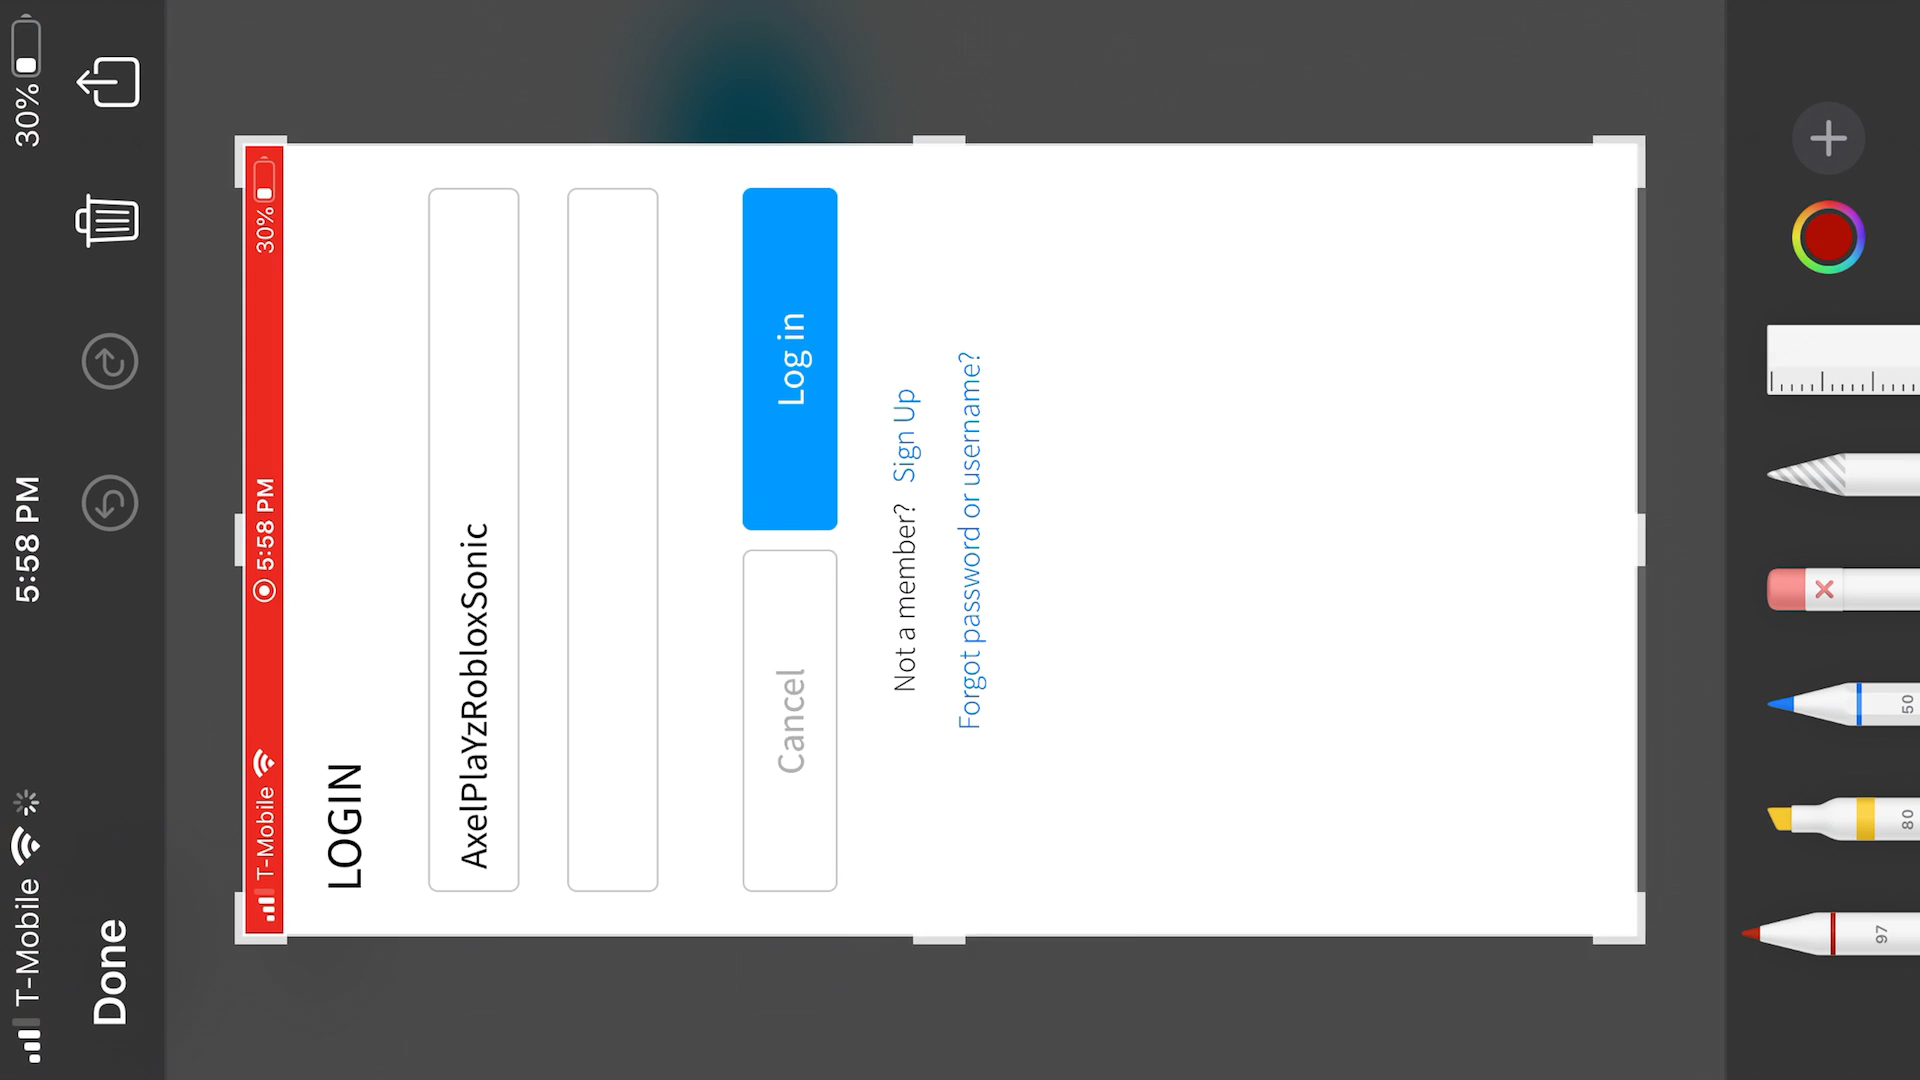 T-Mobile 5:58 PM 30%
Done
T-Mobile 5:58 PM 30%
LOGIN
AxelPlaYzRobloxSonic
Cancel Log in
Not a member? Sign Up
Forgot password or username?
97 80 50